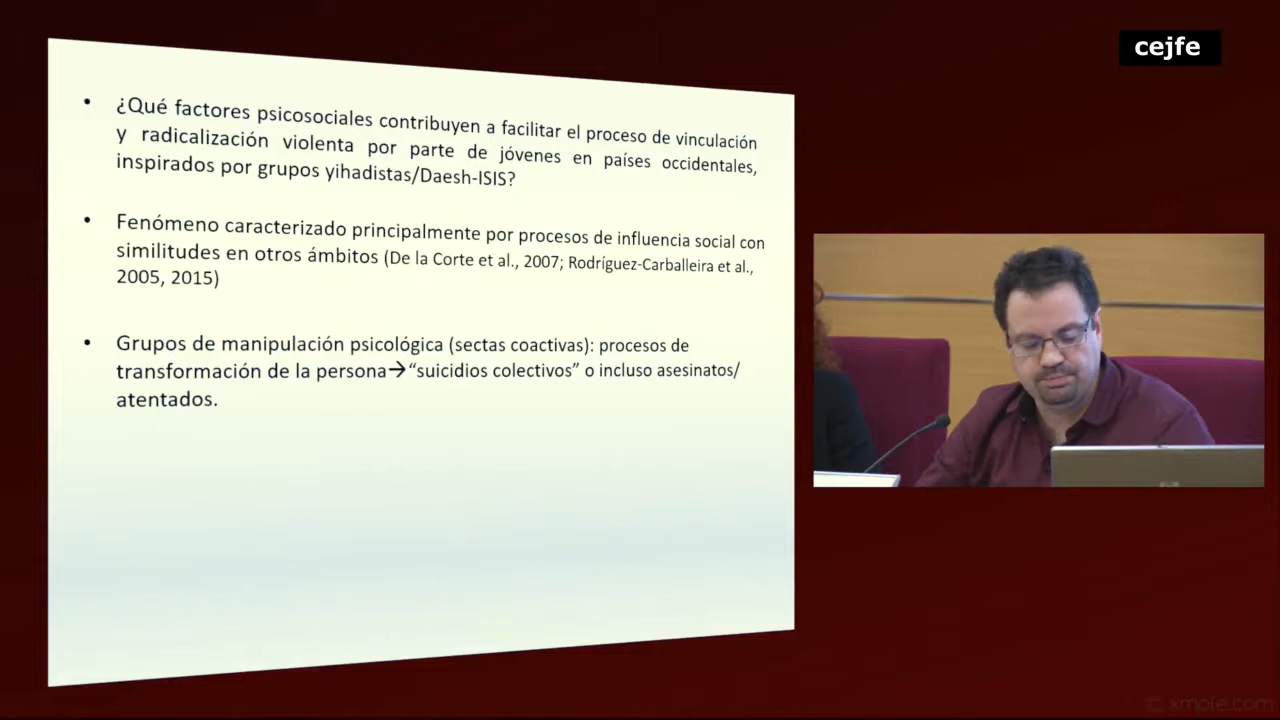 cejfe
• ¿Qué factores psicosociales contribuyen a facilitar el proceso de vinculación
y radicalización violenta por parte de jóvenes en países occidentales,
inspirados por grupos yihadistas/Daesh-ISIS?
• Fenómeno caracterizado principalmente por procesos de influencia social con
similitudes en otros ámbitos (De la Corte et al., 2007; Rodríguez-Carballeira et al.,
2005, 2015)
• Grupos de manipulación psicológica (sectas coactivas): procesos de
transformación de la persona→“suicidios colectivos” o incluso asesinatos/
atentados.